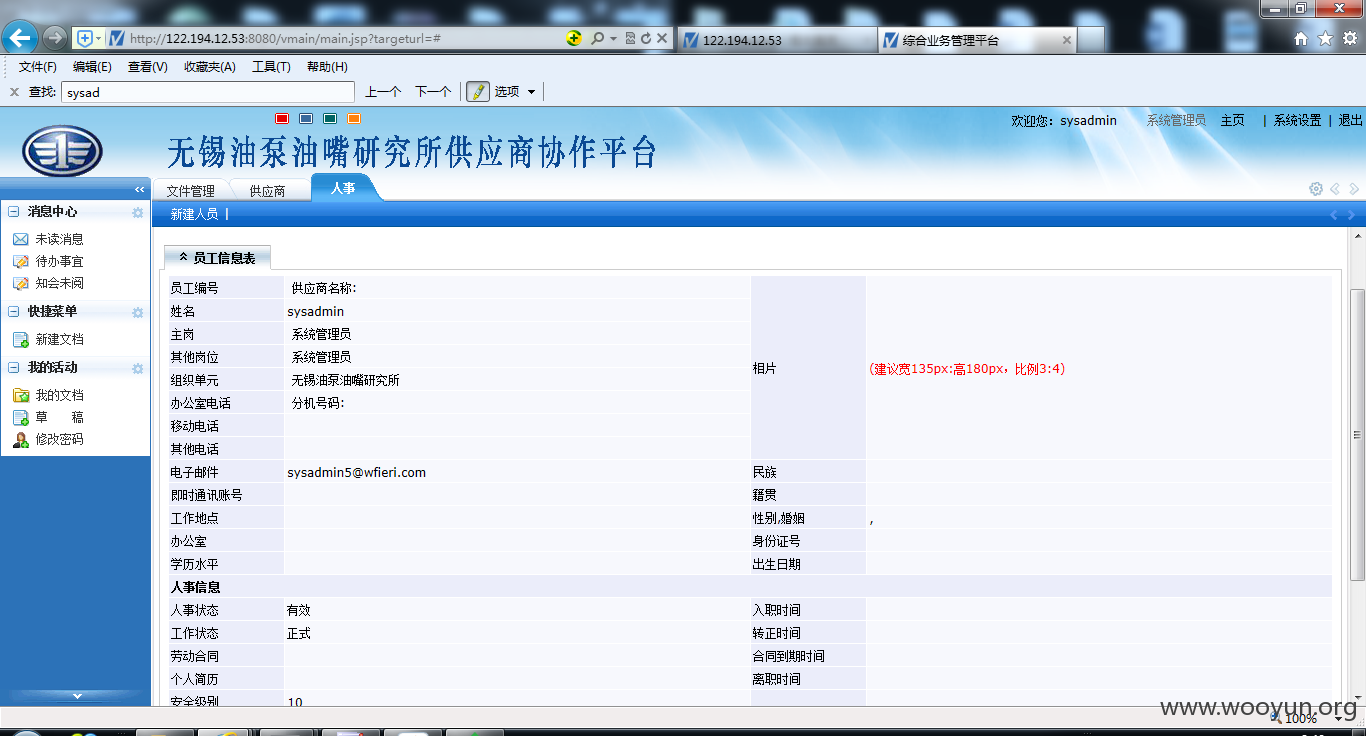 http://122.194.12.53:8080/vmain/main.jsp?targeturl=#
122.194.12.53
综合业务管理平台
文件(F) 编辑(E) 查看(V) 收藏夹(A) 工具(T) 帮助(H)
查找: sysad 上一个 下一个 选项
欢迎您: sysadmin 系统管理员 主页 | 系统设置 | 退出
无锡油泵油嘴研究所供应商协作平台
文件管理 供应商 人事
新建人员 |
消息中心
未读消息
待办事宜
知会未阅
快捷菜单
新建文档
我的活动
我的文档
草 稿
修改密码
员工信息表
员工编号 供应商名称:
姓名 sysadmin
主岗 系统管理员
其他岗位 系统管理员
组织单元 无锡油泵油嘴研究所
办公室电话 分机号码:
移动电话
其他电话
相片 (建议宽135px:高180px，比例3:4)
电子邮件 sysadmin5@wfieri.com 民族
即时通讯账号 籍贯
工作地点 性别,婚姻 ,
办公室 身份证号
学历水平 出生日期
人事信息
人事状态 有效 入职时间
工作状态 正式 转正时间
劳动合同 合同到期时间
个人简历 离职时间
安全级别 10
www.wooyun.org
100%